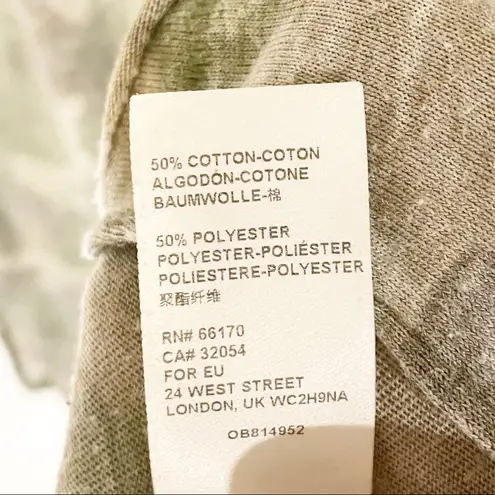 50% COTTON-COTON
ALGODÓN-COTONE
BAUMWOLLE-棉
50% POLYESTER
POLYESTER-POLIÉSTER
POLIESTERE-POLYESTER
聚酯纤维
RN# 66170
CA# 32054
FOR EU
24 WEST STREET
LONDON, UK WC2H9NA
OB814952